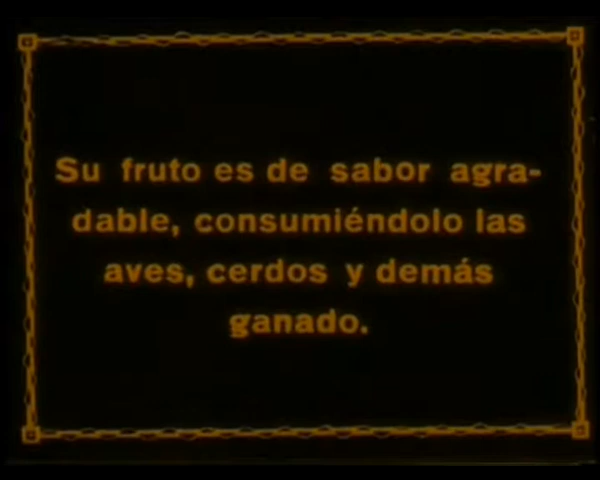 Su fruto es de sabor agra-
dable, consumiéndolo las
aves, cerdos y demás
ganado.